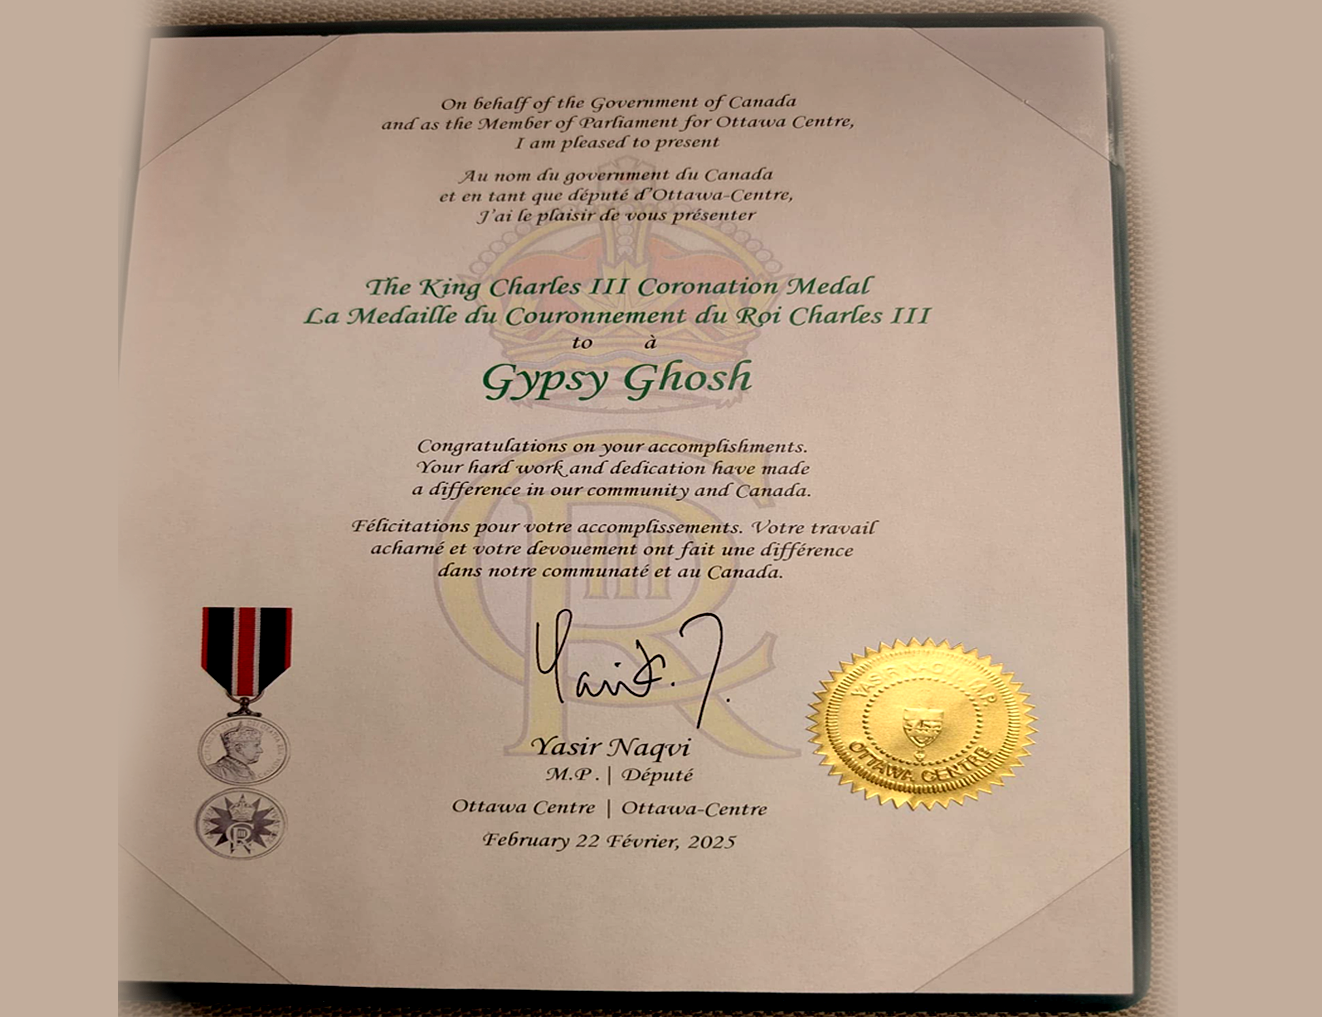 On behalf of the Government of Canada
and as the Member of Parliament for Ottawa Centre,
I am pleased to present
Au nom du government du Canada
et en tant que député d'Ottawa-Centre,
J'ai le plaisir de vous présenter
The King Charles III Coronation Medal
La Medaille du Couronnement du Roi Charles III
to à
Gypsy Ghosh
Congratulations on your accomplishments.
Your hard work and dedication have made
a difference in our community and Canada.
Félicitations pour votre accomplissements. Votre travail
acharné et votre devouement ont fait une différence
dans notre communaté et au Canada.
Yasir Naqvi
M.P. | Député
Ottawa Centre | Ottawa-Centre
February 22 Février, 2025
YASIR NAQVI, M.P.
OTTAWA CENTRE